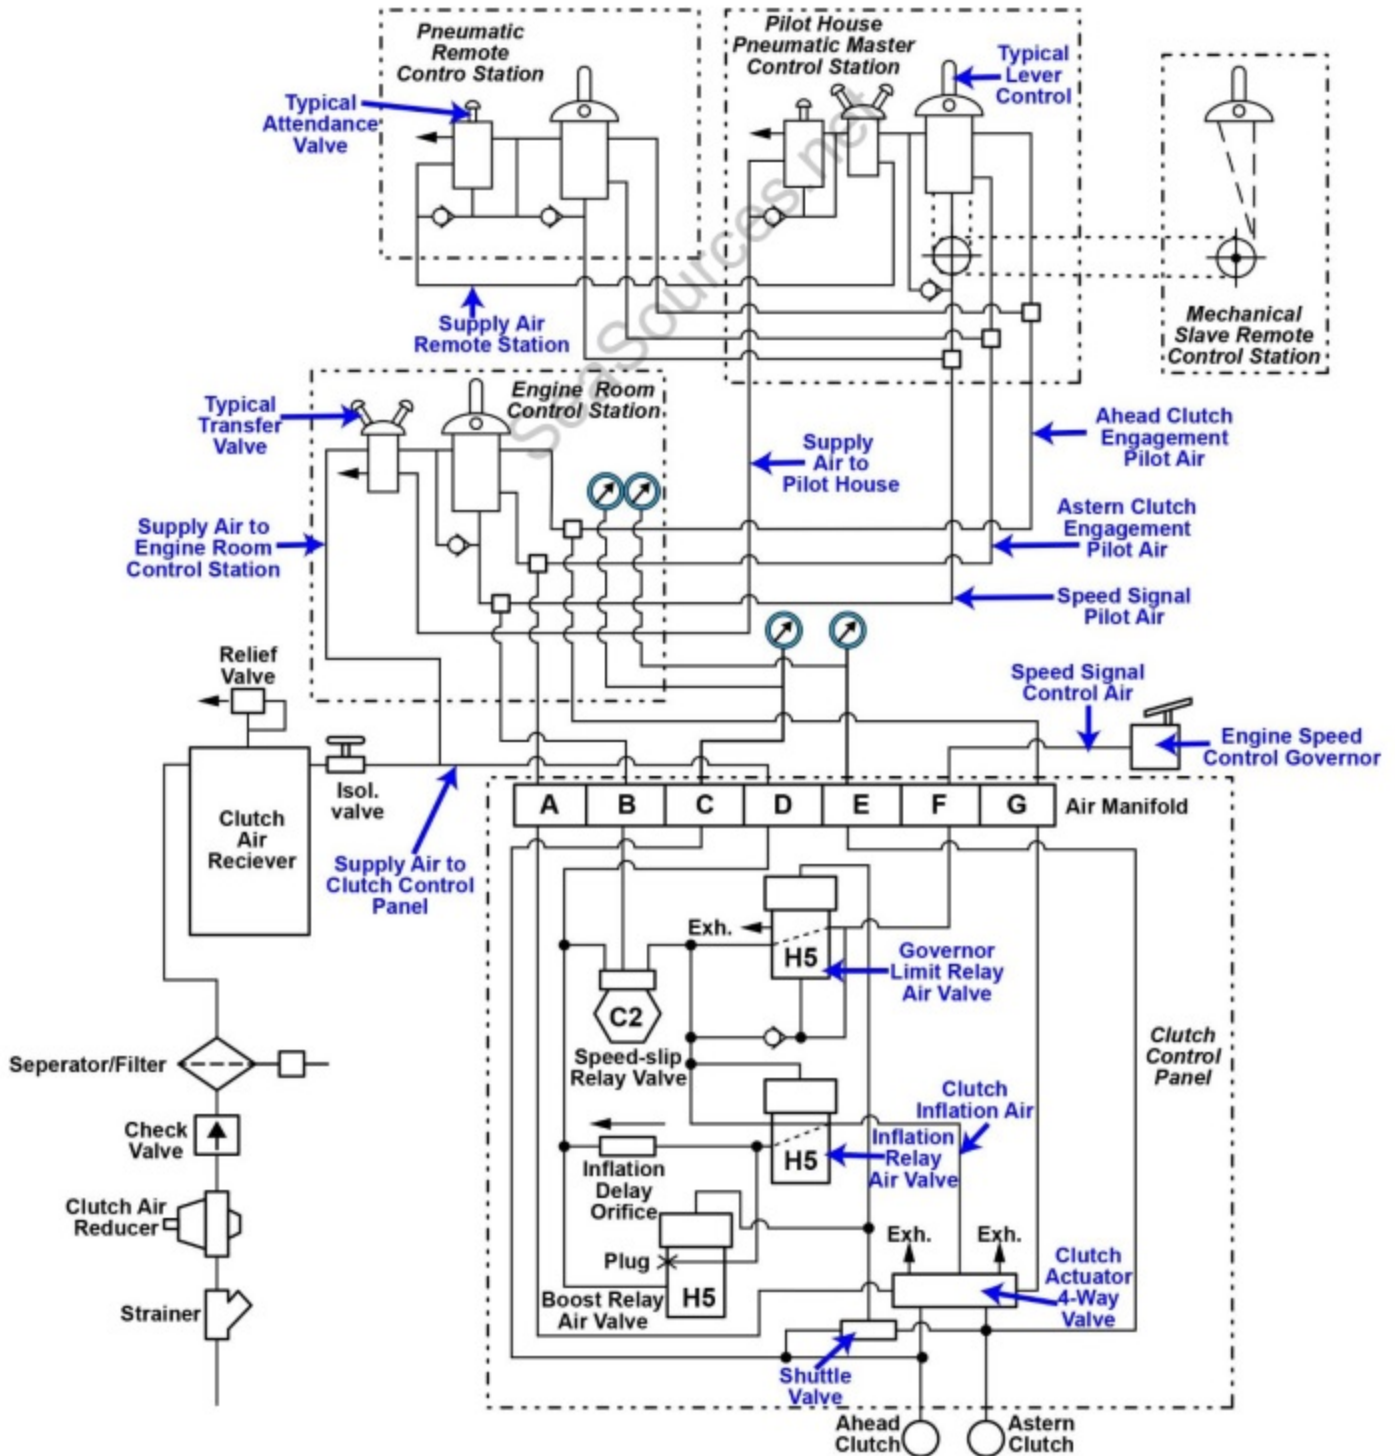 Pneumatic
Remote
Contro Station
Pilot House
Pneumatic Master
Control Station
Typical
Lever
Control
Typical
Attendance
Valve
SaaSources.net
Supply Air
Remote Station
Mechanical
Slave Remote
Control Station
Engine Room
Control Station
Typical
Transfer
Valve
Supply
Air to
Pilot House
Ahead Clutch
Engagement
Pilot Air
Supply Air to
Engine Room
Control Station
Astern Clutch
Engagement
Pilot Air
Speed Signal
Pilot Air
Relief
Valve
Speed Signal
Control Air
Engine Speed
Control Governor
Isol.
valve
Clutch
Air
Reciever
A B C D E F G
Air Manifold
Supply Air to
Clutch Control
Panel
Exh.
H5
Governor
Limit Relay
Air Valve
C2
Speed-slip
Relay Valve
Clutch
Control
Panel
Seperator/Filter
Clutch
Inflation Air
Check
Valve
Inflation
Delay
Orifice
H5
Inflation
Relay
Air Valve
Clutch Air
Reducer
Plug
H5
Boost Relay
Air Valve
Exh.
Exh.
Clutch
Actuator
4-Way
Valve
Strainer
Shuttle
Valve
Ahead
Clutch
Astern
Clutch